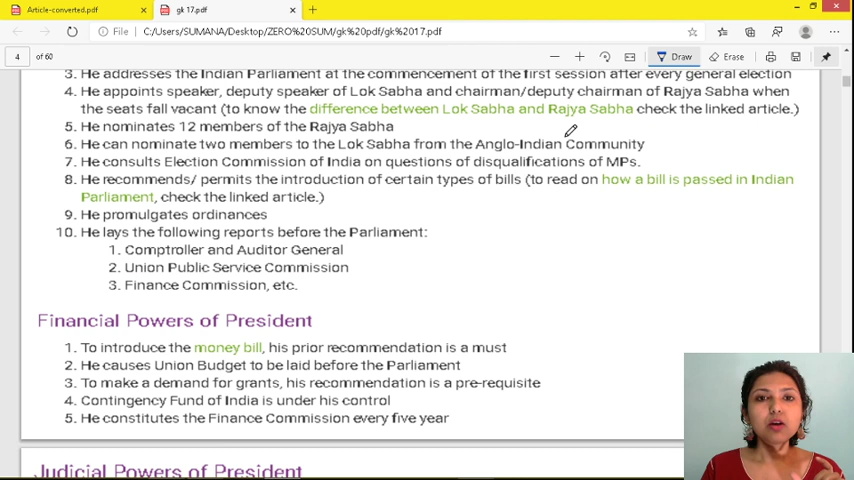 Article-converted.pdf
gk 17.pdf
File C:/Users/SUMANA/Desktop/ZERO%20SUM/gk%20pdf/gk%2017.pdf
4 of 60
Draw
Erase
3. He addresses the Indian Parliament at the commencement of the first session after every general election
4. He appoints speaker, deputy speaker of Lok Sabha and chairman/deputy chairman of Rajya Sabha when
the seats fall vacant (to know the difference between Lok Sabha and Rajya Sabha check the linked article.)
5. He nominates 12 members of the Rajya Sabha
6. He can nominate two members to the Lok Sabha from the Anglo-Indian Community
7. He consults Election Commission of India on questions of disqualifications of MPs.
8. He recommends/ permits the introduction of certain types of bills (to read on how a bill is passed in Indian
Parliament, check the linked article.)
9. He promulgates ordinances
10. He lays the following reports before the Parliament:
1. Comptroller and Auditor General
2. Union Public Service Commission
3. Finance Commission, etc.
Financial Powers of President
1. To introduce the money bill, his prior recommendation is a must
2. He causes Union Budget to be laid before the Parliament
3. To make a demand for grants, his recommendation is a pre-requisite
4. Contingency Fund of India is under his control
5. He constitutes the Finance Commission every five year
Judicial Powers of President